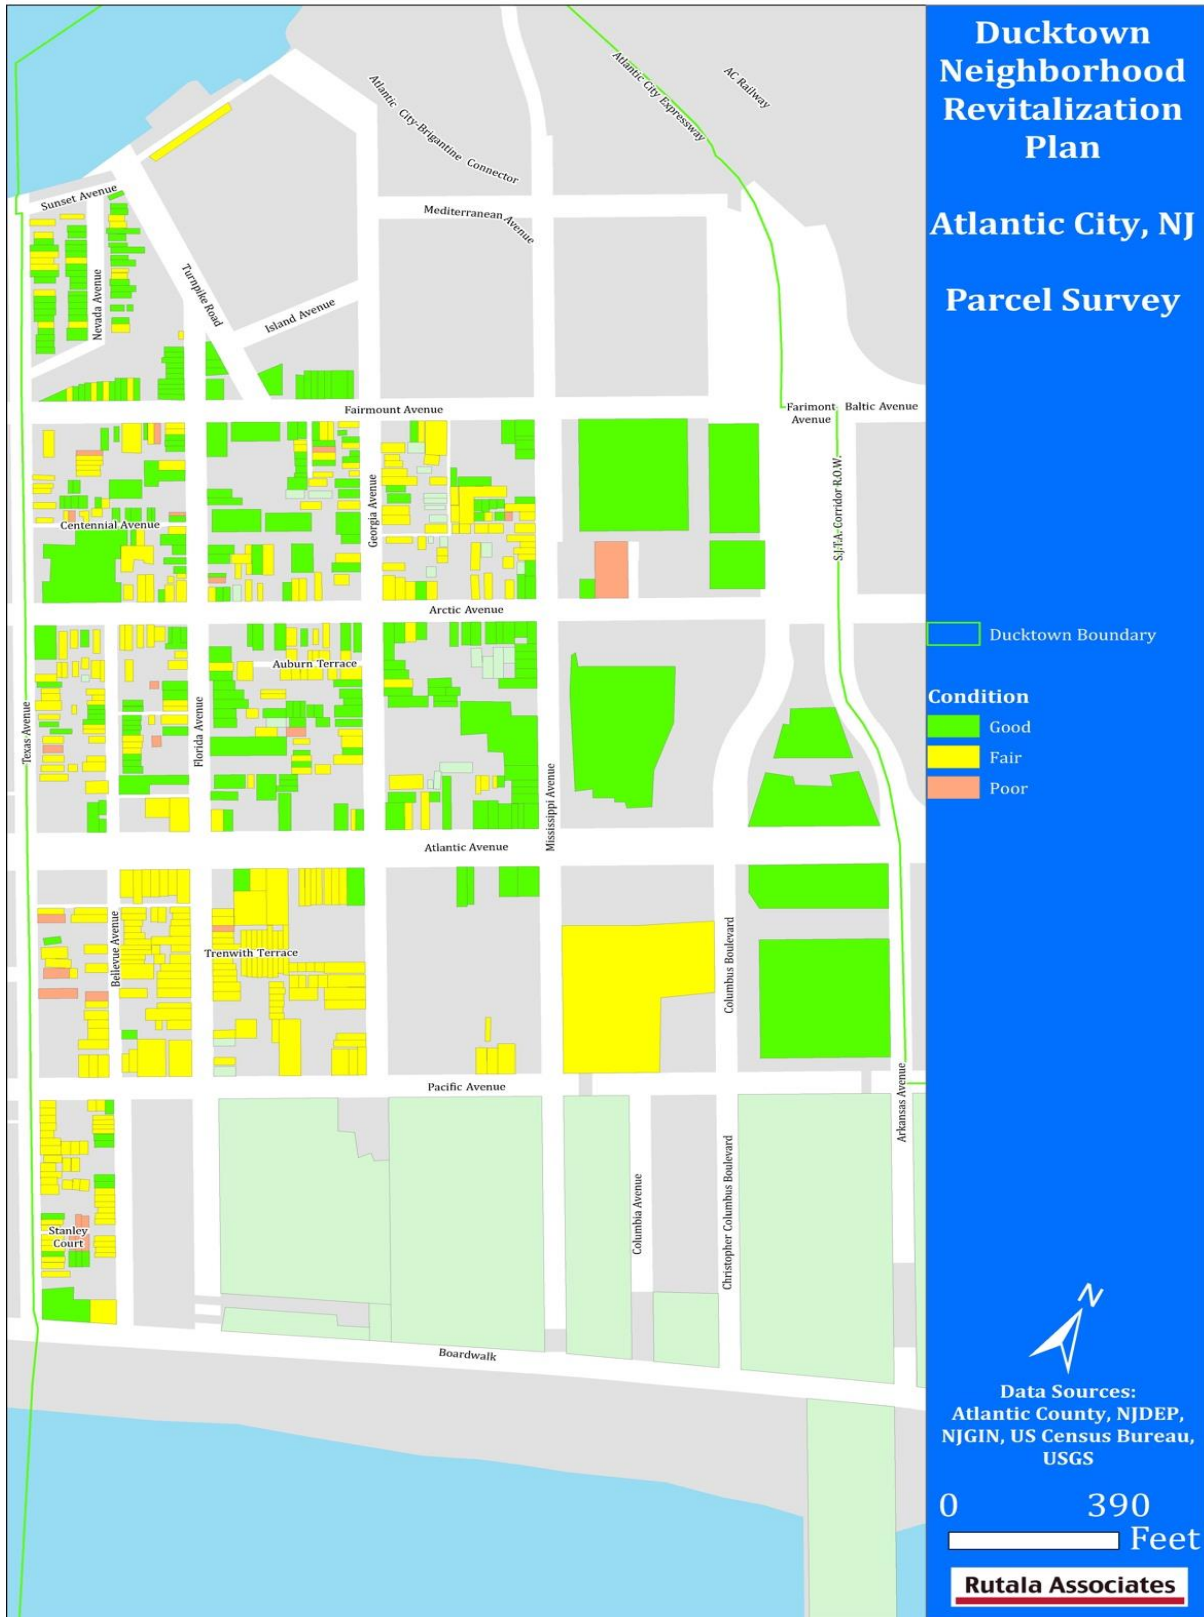 Ducktown
Neighborhood
Revitalization
Plan
Atlantic City, NJ
Parcel Survey
Atlantic City-Brigantine Connector
Atlantic City Expressway
AC Railway
Sunset Avenue
Mediterranean Avenue
Nevada Avenue
Turnpike Road
Island Avenue
Fairmount Avenue
Farimont
Avenue
Baltic Avenue
Georgia Avenue
S.J.T.A. Corridor R.O.W.
Centennial Avenue
Arctic Avenue
Auburn Terrace
Texas Avenue
Florida Avenue
Mississippi Avenue
Atlantic Avenue
Bellevue Avenue
Trenwith Terrace
Columbus Boulevard
Pacific Avenue
Arkansas Avenue
Stanley
Court
Columbia Avenue
Christopher Columbus Boulevard
Boardwalk
Ducktown Boundary
Condition
Good
Fair
Poor
N
Data Sources:
Atlantic County, NJDEP,
NJGIN, US Census Bureau,
USGS
0 390
Feet
Rutala Associates